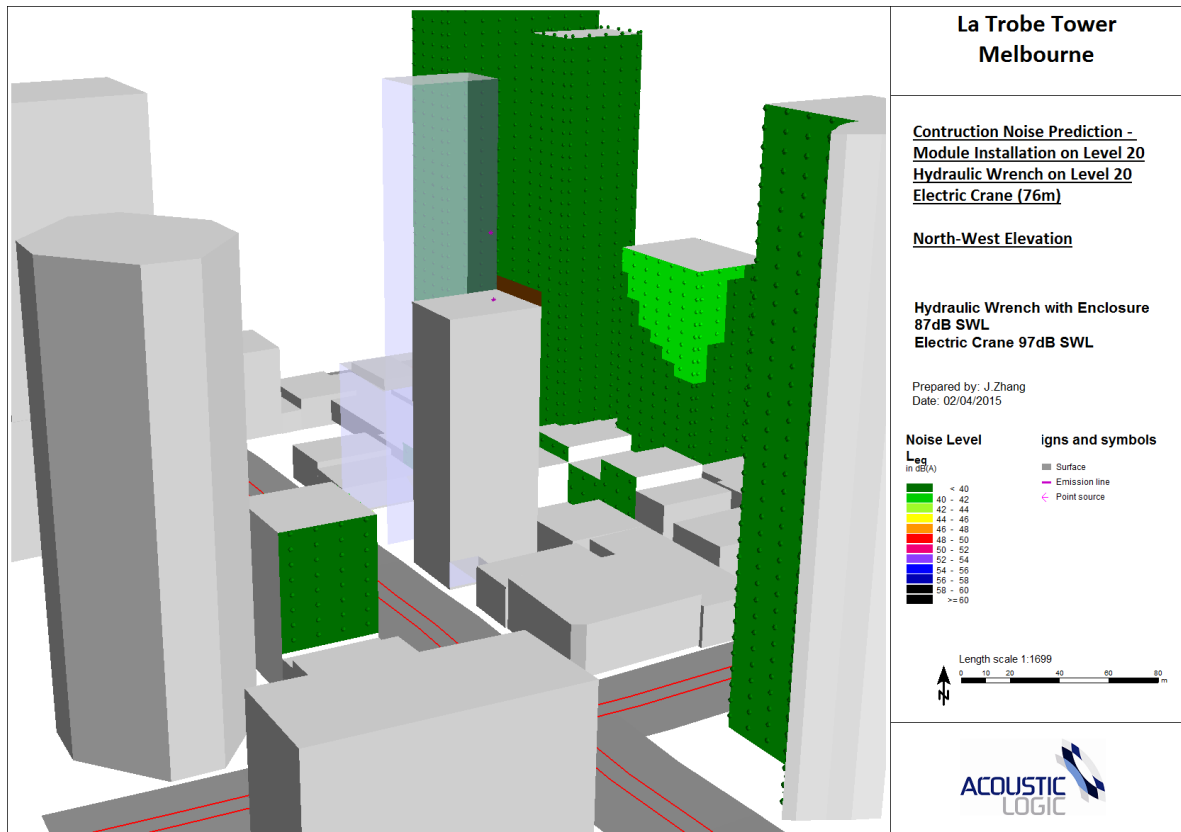 La Trobe Tower
Melbourne
Contruction Noise Prediction -
Module Installation on Level 20
Hydraulic Wrench on Level 20
Electric Crane (76m)
North-West Elevation
Hydraulic Wrench with Enclosure
87dB SWL
Electric Crane 97dB SWL
Prepared by: J.Zhang
Date: 02/04/2015
Noise Level
Leq
in dB(A)
< 40
40 - 42
42 - 44
44 - 46
46 - 48
48 - 50
50 - 52
52 - 54
54 - 56
56 - 58
58 - 60
>= 60
igns and symbols
Surface
Emission line
Point source
Length scale 1:1699
0 10 20 40 60 80
m
N
ACOUSTIC
LOGIC